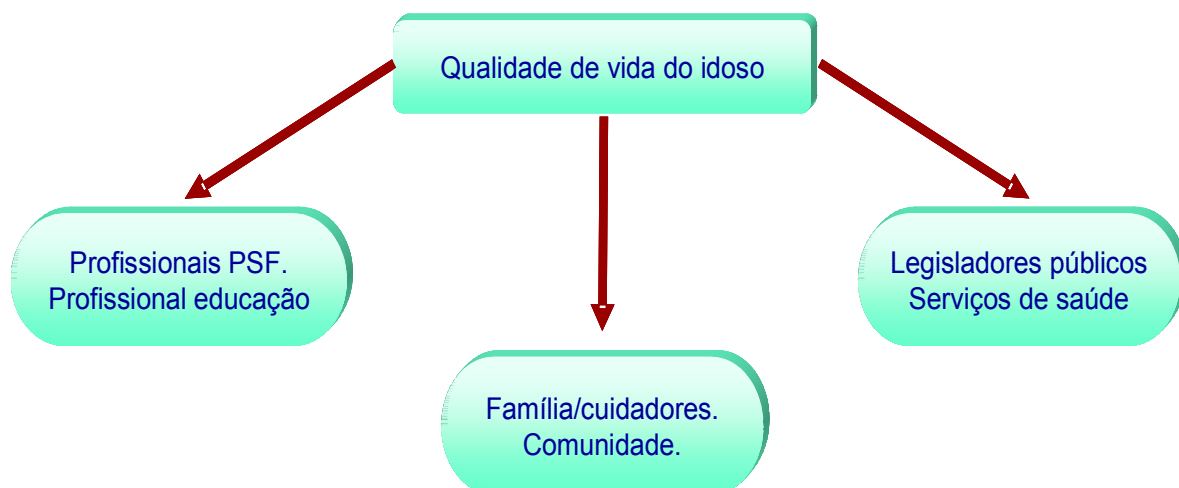 Qualidade de vida do idoso
Profissionais PSF.
Profissional educação
Legisladores públicos
Serviços de saúde
Família/cuidadores.
Comunidade.